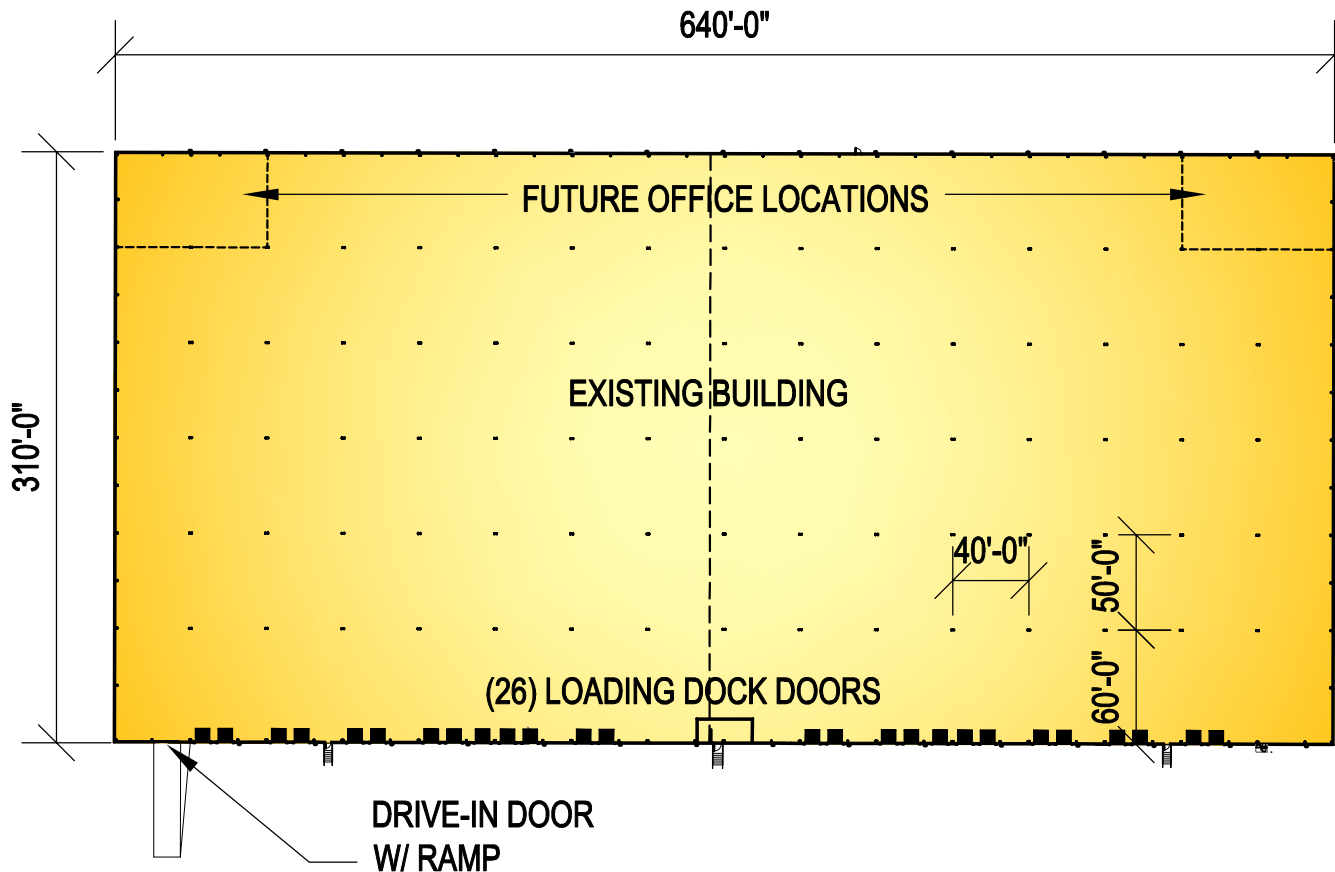 640'-0"
FUTURE OFFICE LOCATIONS
EXISTING BUILDING
310'-0"
40'-0"
50'-0"
60'-0"
(26) LOADING DOCK DOORS
DRIVE-IN DOOR
W/ RAMP